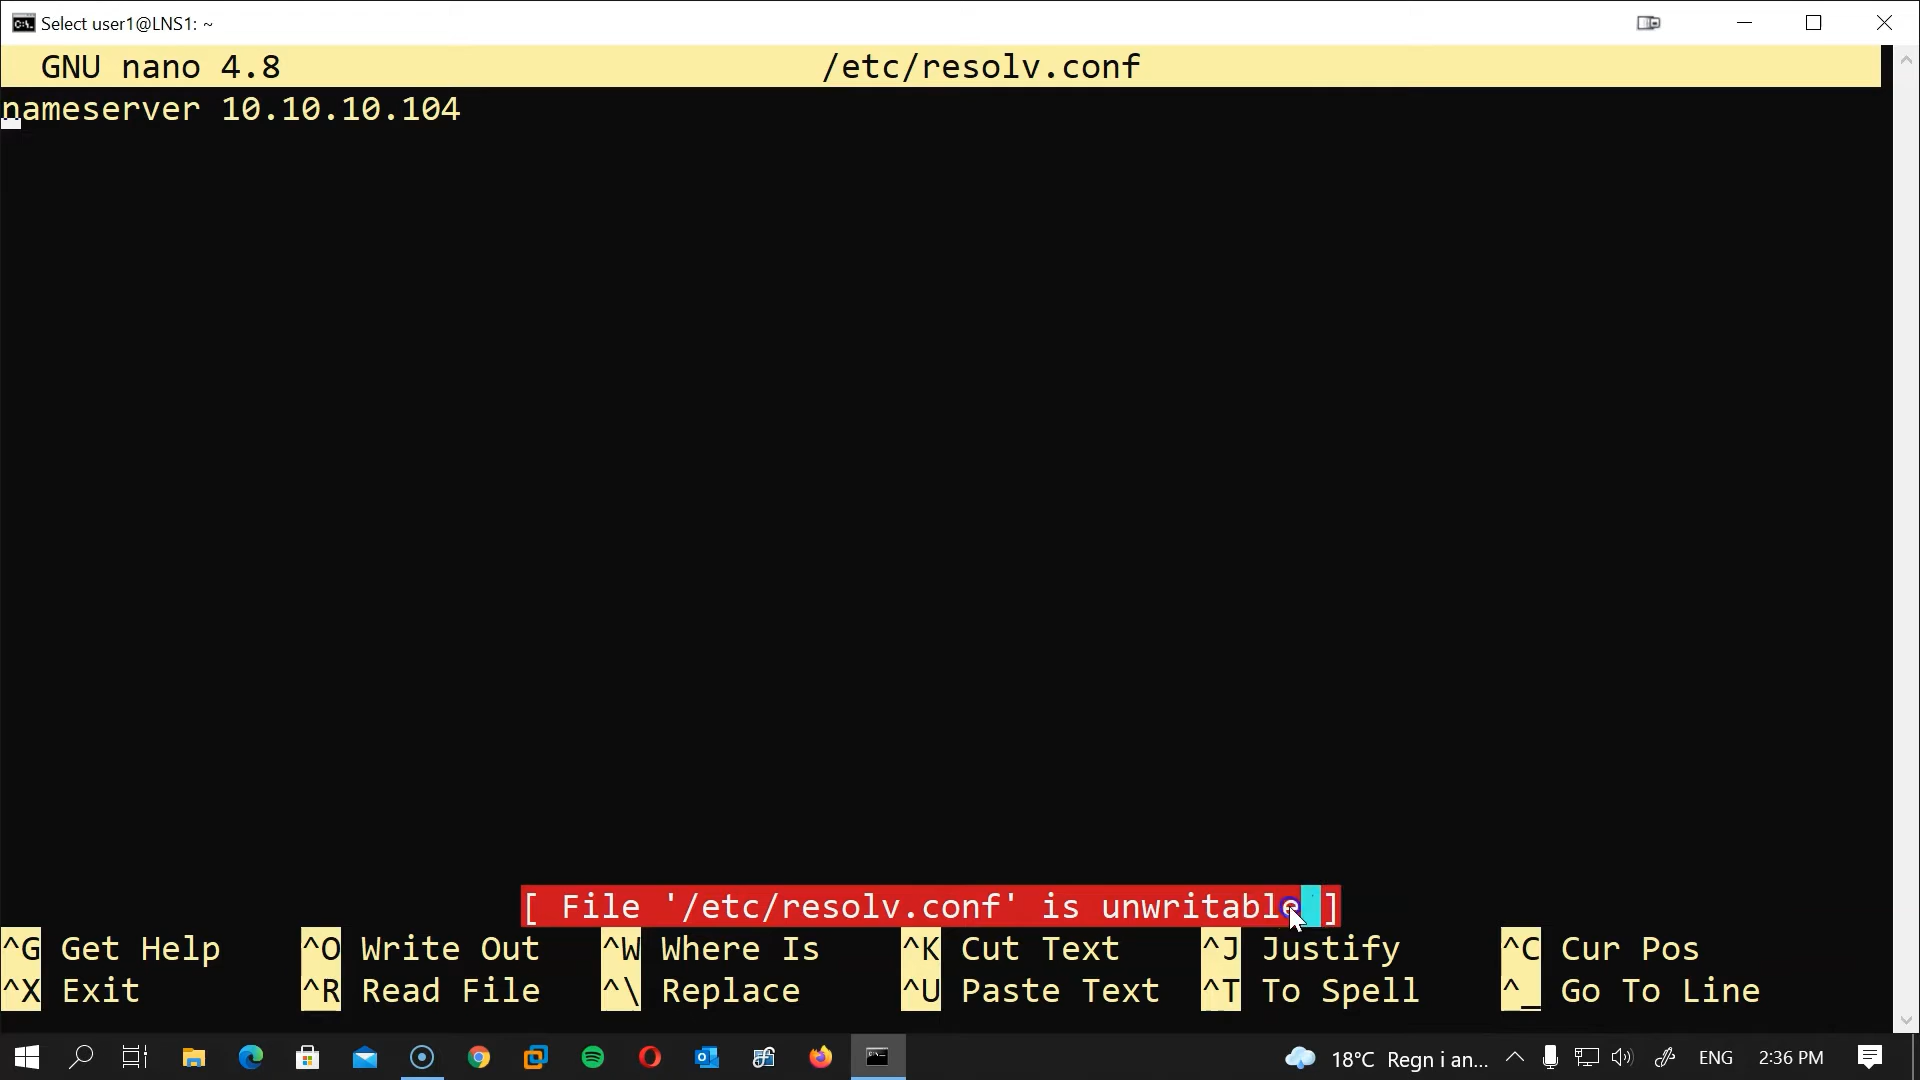 Select user1@LNS1: ~
GNU nano 4.8 /etc/resolv.conf
nameserver 10.10.10.104
[ File '/etc/resolv.conf' is unwritable ]
^G Get Help ^O Write Out ^W Where Is ^K Cut Text ^J Justify ^C Cur Pos
^X Exit ^R Read File ^\ Replace ^U Paste Text ^T To Spell ^_ Go To Line
18°C Regn i an... ENG 2:36 PM